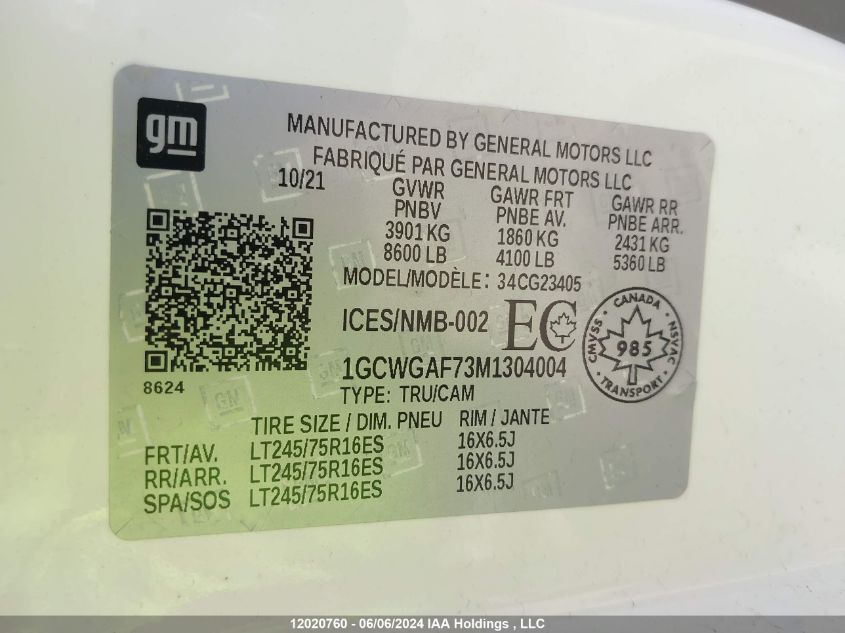 gm
MANUFACTURED BY GENERAL MOTORS LLC
FABRIQUÉ PAR GENERAL MOTORS LLC
10/21
GVWR GAWR FRT GAWR RR
PNBV PNBE AV. PNBE ARR.
3901 KG 1860 KG 2431 KG
8600 LB 4100 LB 5360 LB
MODEL/MODÈLE: 34CG23405
ICES/NMB-002 EC
CANADA
CMVSS 985 NSVAC
TRANSPORT
1GCWGAF73M1304004
8624
TYPE: TRU/CAM
TIRE SIZE / DIM. PNEU RIM / JANTE
FRT/AV. LT245/75R16ES 16X6.5J
RR/ARR. LT245/75R16ES 16X6.5J
SPA/SOS LT245/75R16ES 16X6.5J
12020760 - 06/06/2024 IAA Holdings , LLC